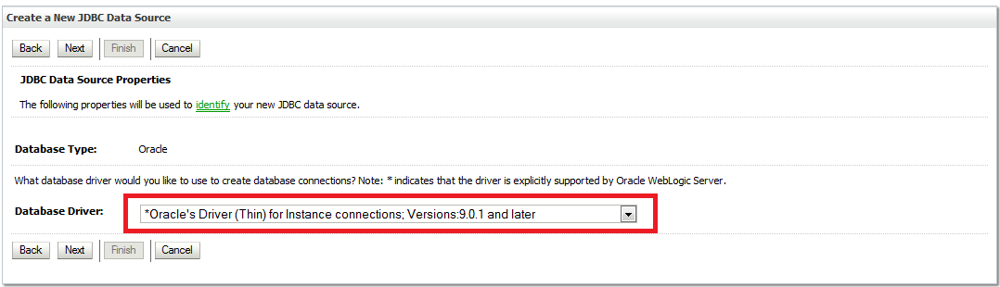 Create a New JDBC Data Source
Back Next Finish Cancel
JDBC Data Source Properties
The following properties will be used to identify your new JDBC data source.
Database Type: Oracle
What database driver would you like to use to create database connections? Note: * indicates that the driver is explicitly supported by Oracle WebLogic Server.
Database Driver: *Oracle's Driver (Thin) for Instance connections; Versions:9.0.1 and later
Back Next Finish Cancel